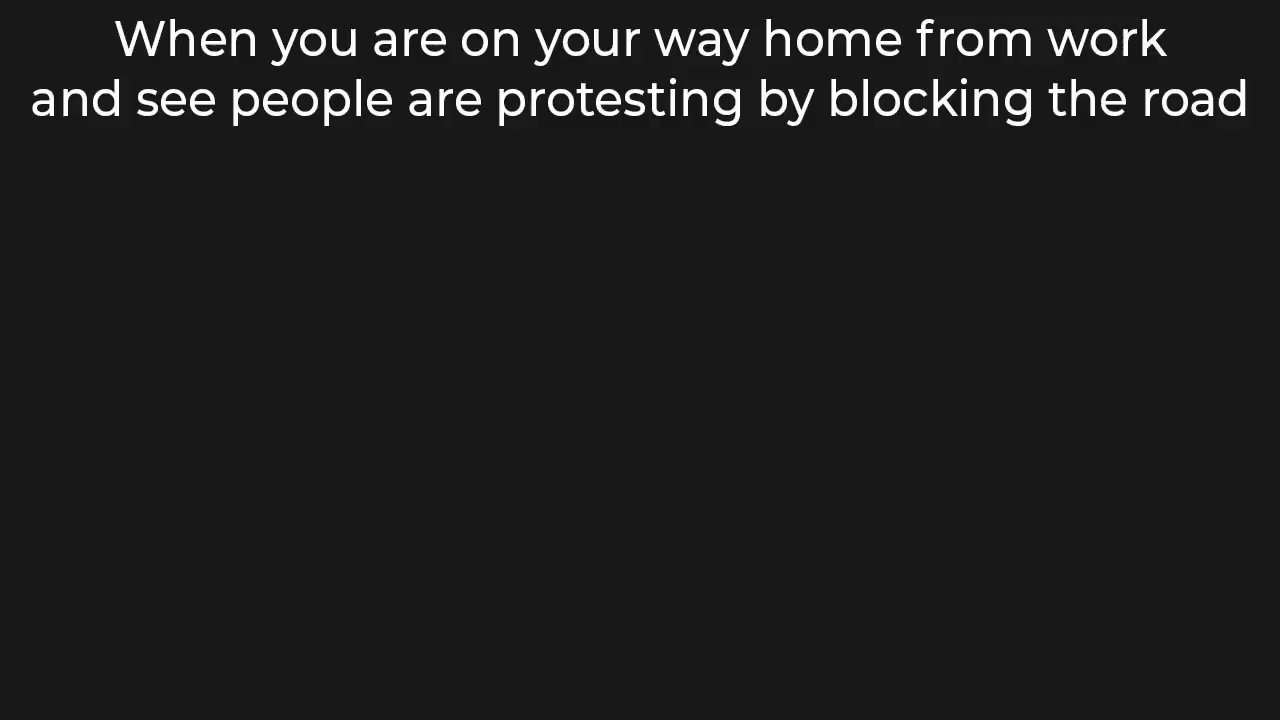 When you are on your way home from work
and see people are protesting by blocking the road